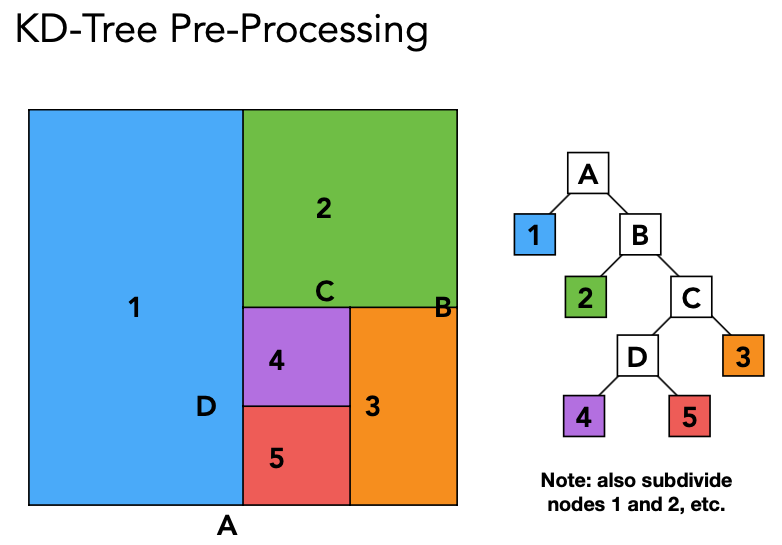 KD-Tree Pre-Processing
1
2
C
B
4
D
3
5
A
A
1
B
2
C
D
3
4
5
Note: also subdivide
nodes 1 and 2, etc.